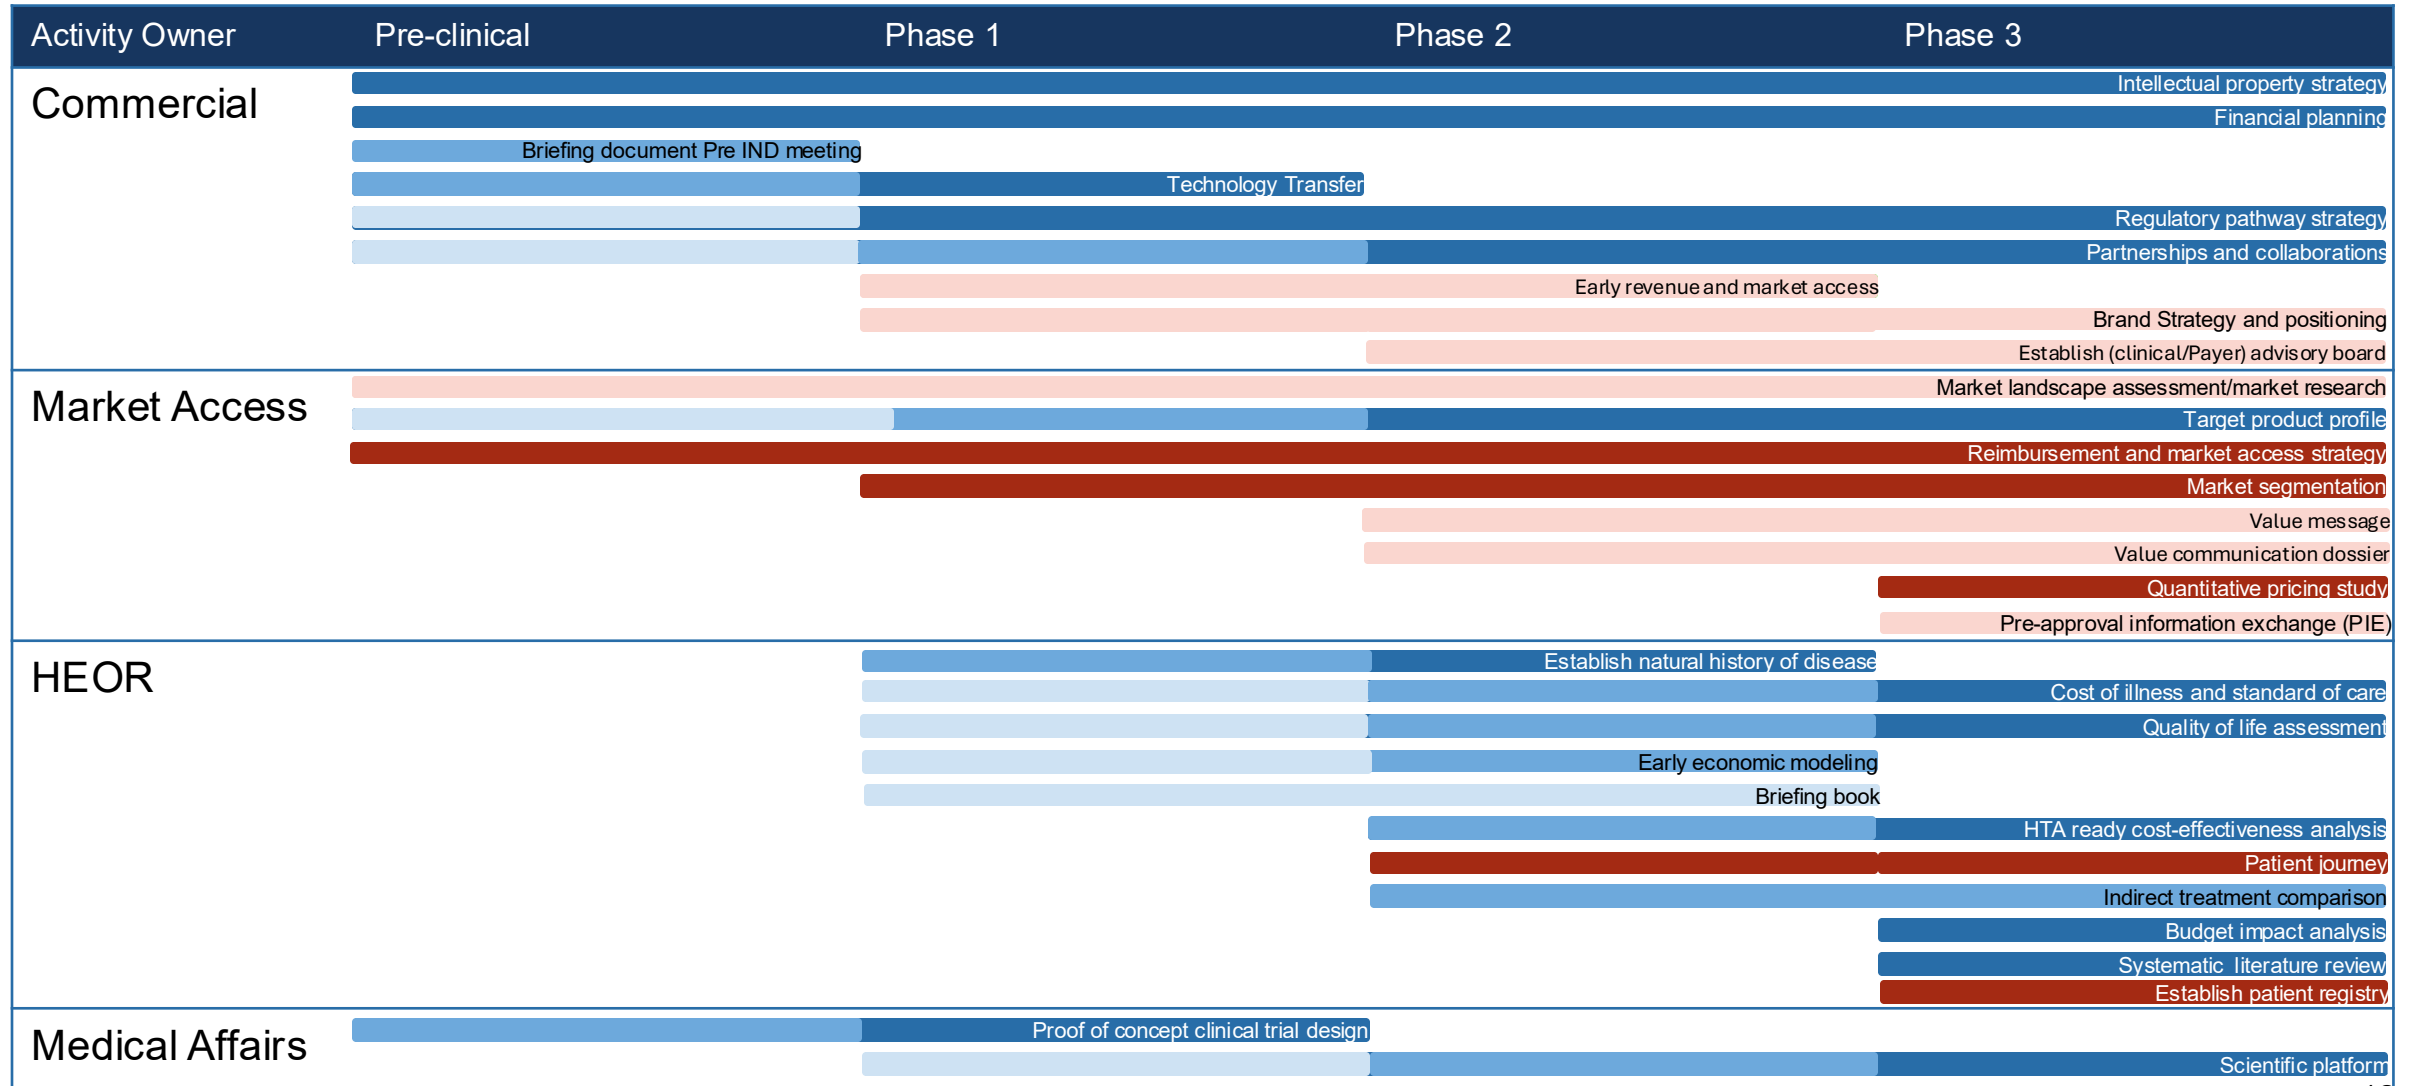 Activity Owner Pre-clinical Phase 1 Phase 2 Phase 3
Commercial
Intellectual property strategy
Financial planning
Briefing document Pre IND meeting
Technology Transfer
Regulatory pathway strategy
Partnerships and collaborations
Early revenue and market access
Brand Strategy and positioning
Establish (clinical/Payer) advisory board
Market Access
Market landscape assessment/market research
Target product profile
Reimbursement and market access strategy
Market segmentation
Value message
Value communication dossier
Quantitative pricing study
Pre-approval information exchange (PIE)
HEOR
Establish natural history of disease
Cost of illness and standard of care
Quality of life assessment
Early economic modeling
Briefing book
HTA ready cost-effectiveness analysis
Patient journey
Indirect treatment comparison
Budget impact analysis
Systematic literature review
Establish patient registry
Medical Affairs
Proof of concept clinical trial design
Scientific platform